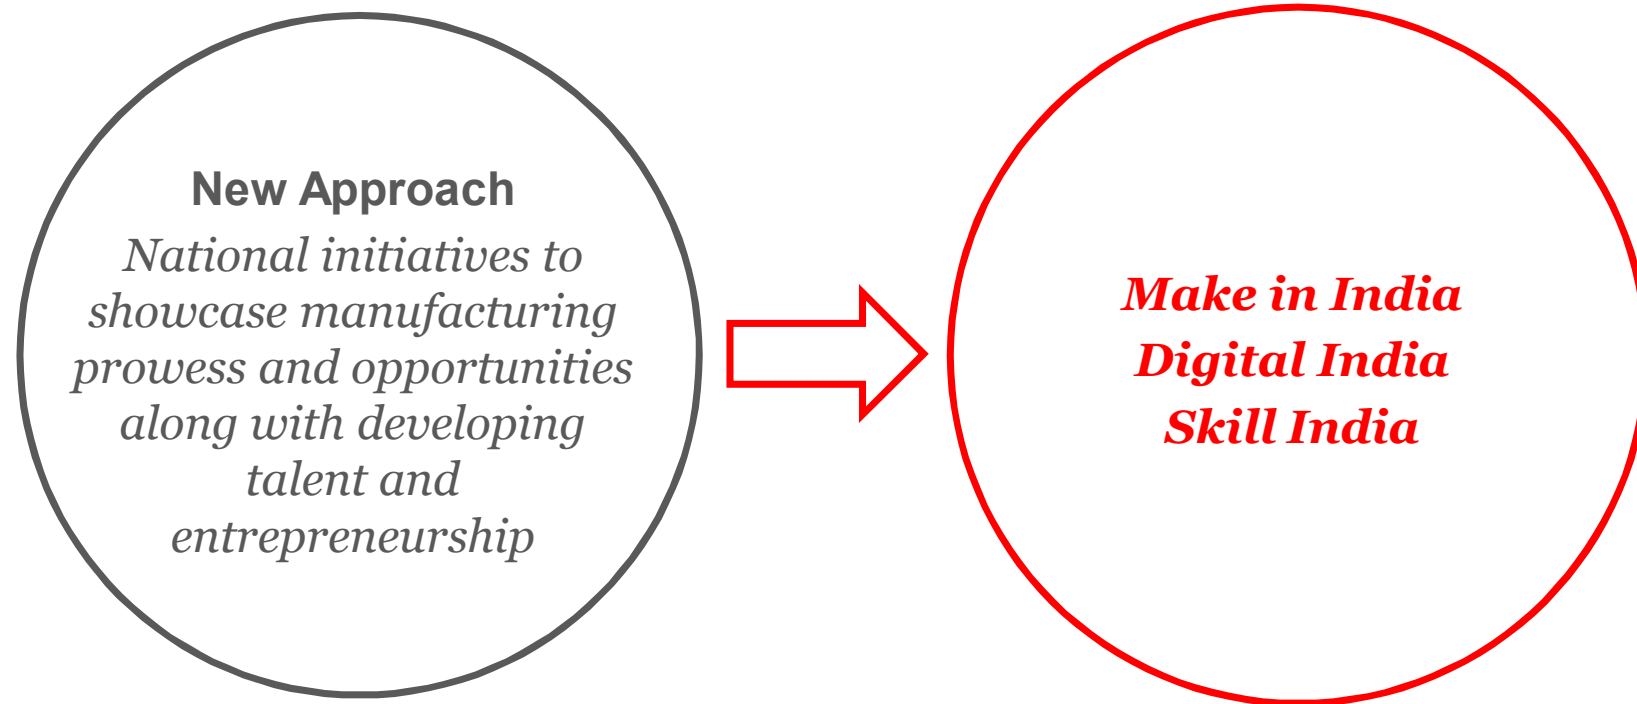 New Approach
National initiatives to
showcase manufacturing
prowess and opportunities
along with developing
talent and
entrepreneurship
Make in India
Digital India
Skill India